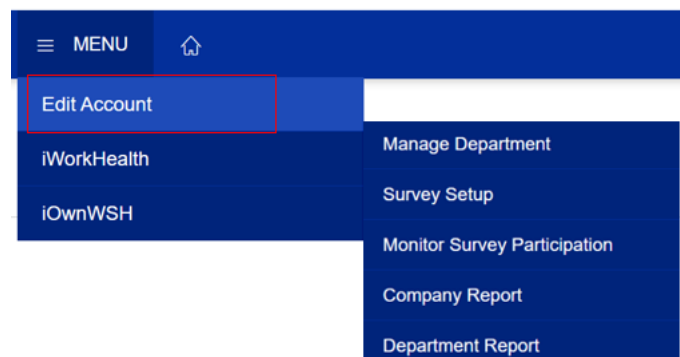 MENU
Edit Account
iWorkHealth
iOwnWSH
Manage Department
Survey Setup
Monitor Survey Participation
Company Report
Department Report